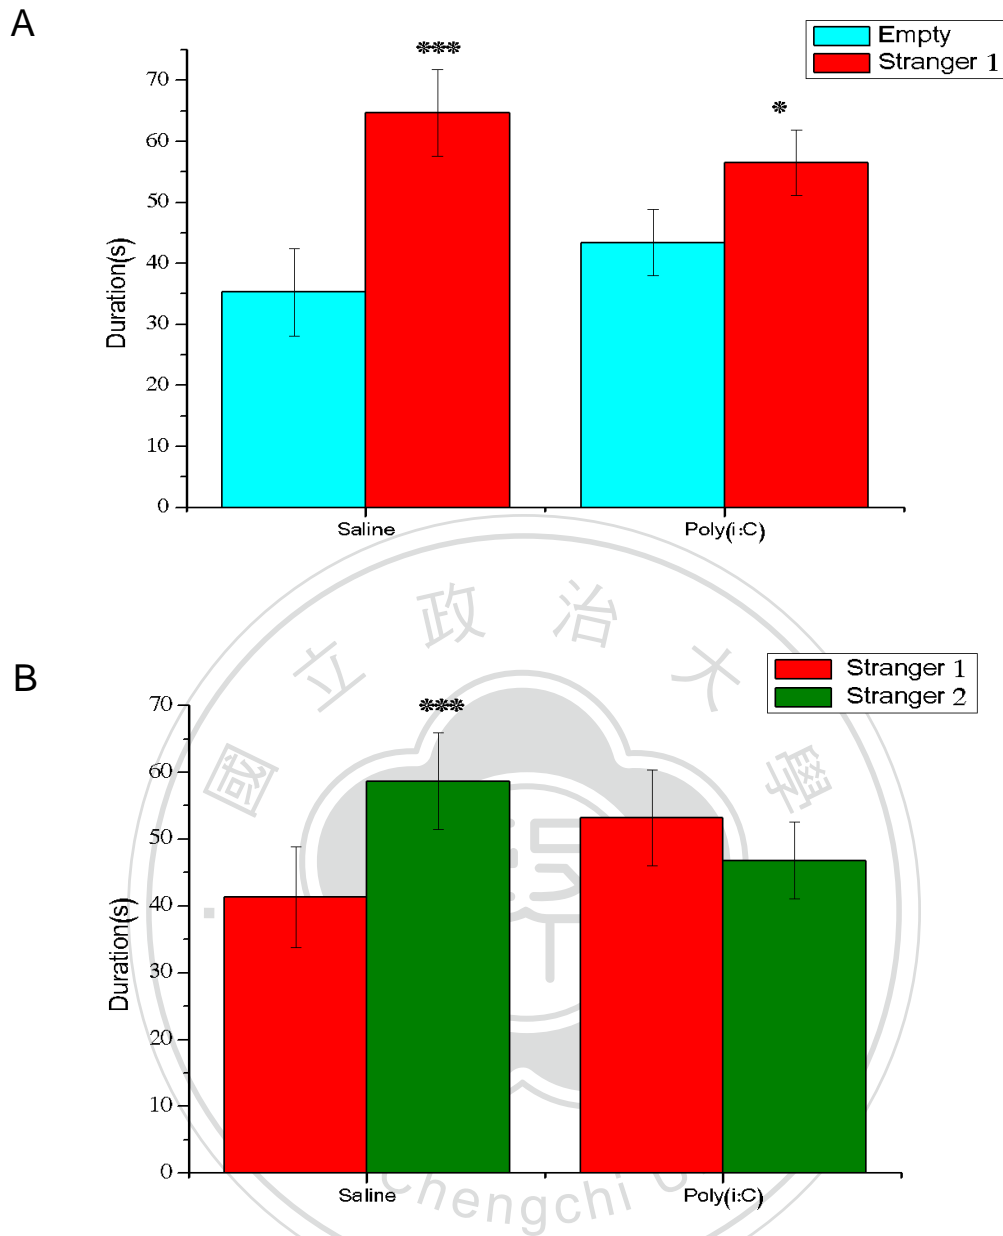 A
***
*
Empty
Stranger 1
70
60
50
40
30
20
10
0
Duration(s)
Saline
Poly(i:C)
國立政治大學
B
***
Stranger 1
Stranger 2
70
60
50
40
30
20
10
0
Duration(s)
Saline
Poly(i:C)
Chengchi U